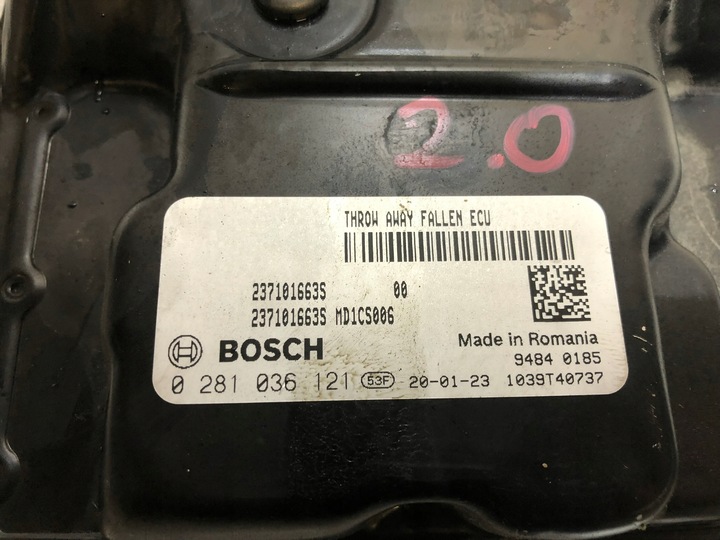 2.0
THROW AWAY FALLEN ECU
237101663S 00
237101663S MD1CS006
BOSCH
Made in Romania
9484 0185
0 281 036 121 53F 20-01-23 1039T40737